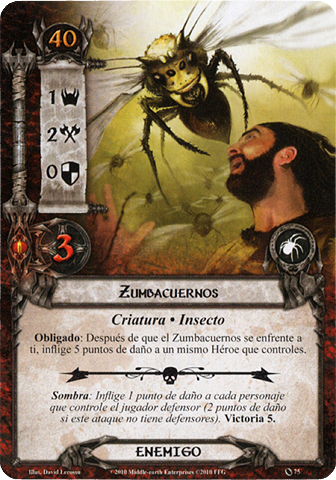 40
1
2
0
3
Zumbacuernos
Criatura • Insecto
Obligado: Después de que el Zumbacuernos se enfrente a
ti, inflige 5 puntos de daño a un mismo Héroe que controles.
Sombra: Inflige 1 punto de daño a cada personaje
que controle el jugador defensor (2 puntos de daño
si este ataque no tiene defensores). Victoria 5.
ENEMIGO
Illus. David Lecossu ©2010 Middle-earth Enterprises ©2010 FFG 75